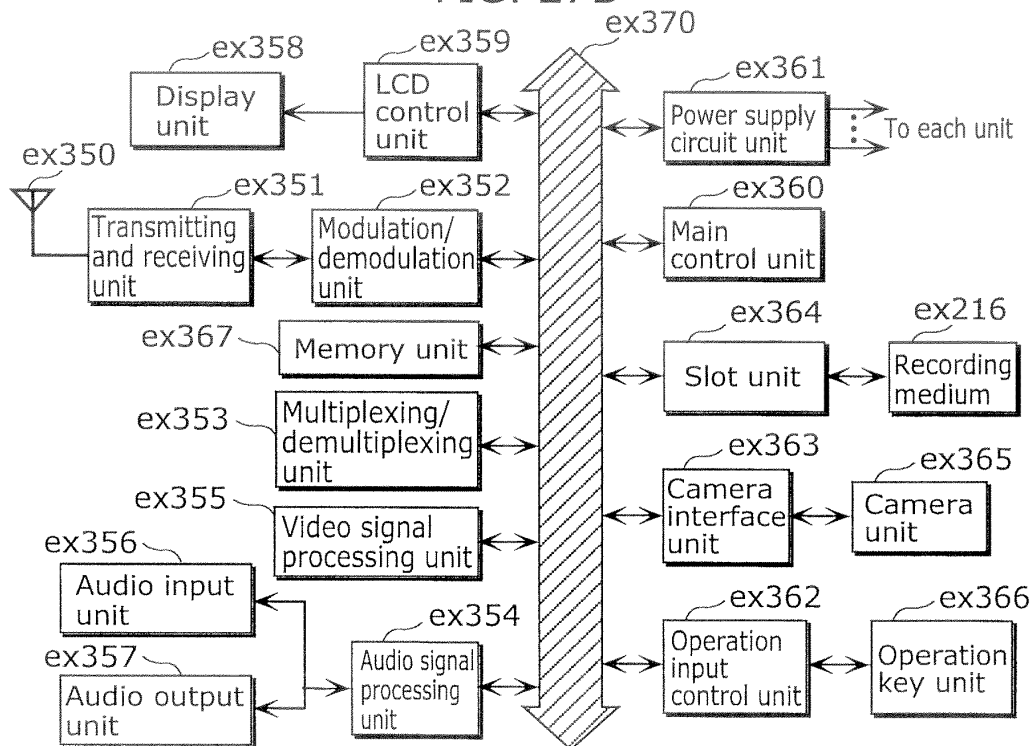 FIG.
ex370
ex358
ex359
ex361
Display
unit
LCD
control
unit
Power supply
circuit unit
To each unit
ex350
ex351
ex352
ex360
Transmitting
and receiving
unit
Modulation/
demodulation
unit
Main
control unit
ex367
Memory unit
ex364
ex216
Slot unit
Recording
medium
ex353
Multiplexing/
demultiplexing
unit
ex363
ex365
Camera
interface
unit
Camera
unit
ex355
Video signal
processing unit
ex356
Audio input
unit
ex354
ex362
ex366
ex357
Audio output
unit
Audio signal
processing
unit
Operation
input
control unit
Operation
key unit